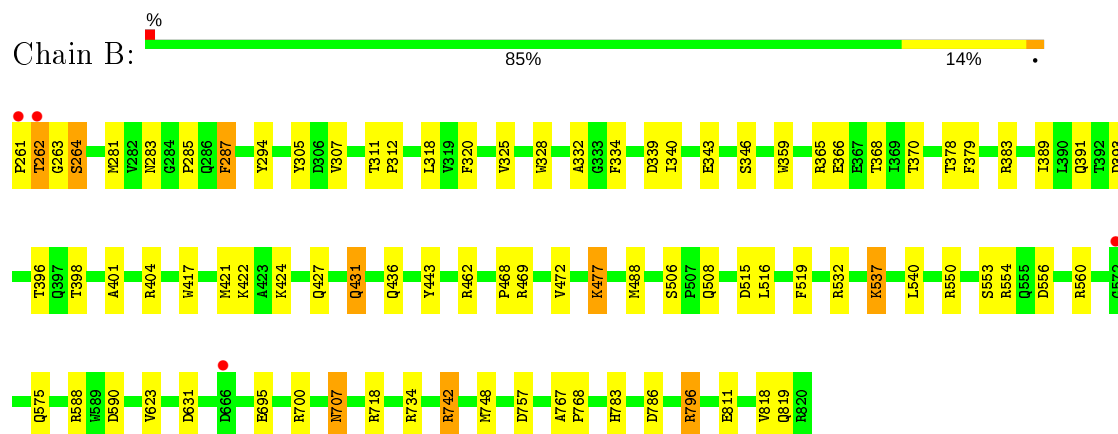 %
Chain B:
85% 14% •
P261 T262 G263 S264 M281 V282 N283 G284 P285 Q286 F287 Y294 Y305 D306 V307 T311 P312 L318 V319 F320 V325 W328 A332 G333 F334 D339 I340 E343 S346 W359 R365 E366 E367 T368 I369 T370 T378 F379 R383 I389 L390 Q391 T392 D393
T396 Q397 T398 A401 R404 W417 M421 K422 A423 K424 Q427 Q431 Q436 Y443 R462 P468 R469 V472 K477 M488 S506 P507 Q508 D515 L516 F519 R532 K537 L540 R550 S553 R554 Q555 D556 R560 G572
Q575 R588 W589 D590 V623 D631 D666 E695 R700 N707 R718 R734 R742 M748 D757 A767 P768 H783 D786 R796 E811 V818 Q819 R820